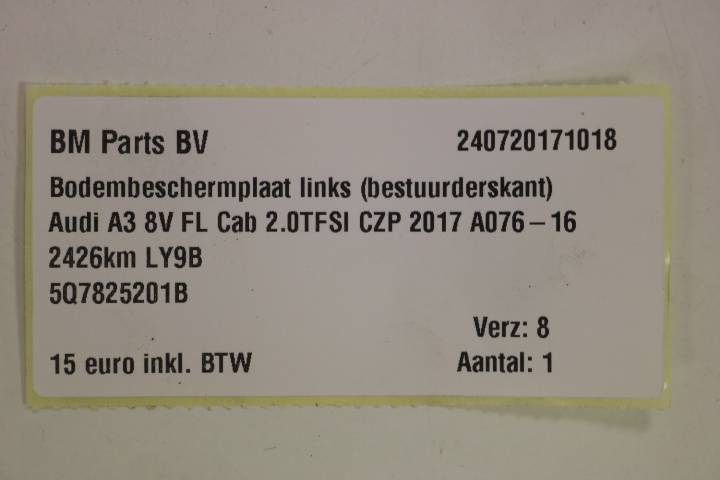 BM Parts BV 240720171018
Bodembeschermplaat links (bestuurderskant)
Audi A3 8V FL Cab 2.0TFSI CZP 2017 A076-16
2426km LY9B
5Q7825201B
Verz: 8
15 euro inkl. BTW Aantal: 1